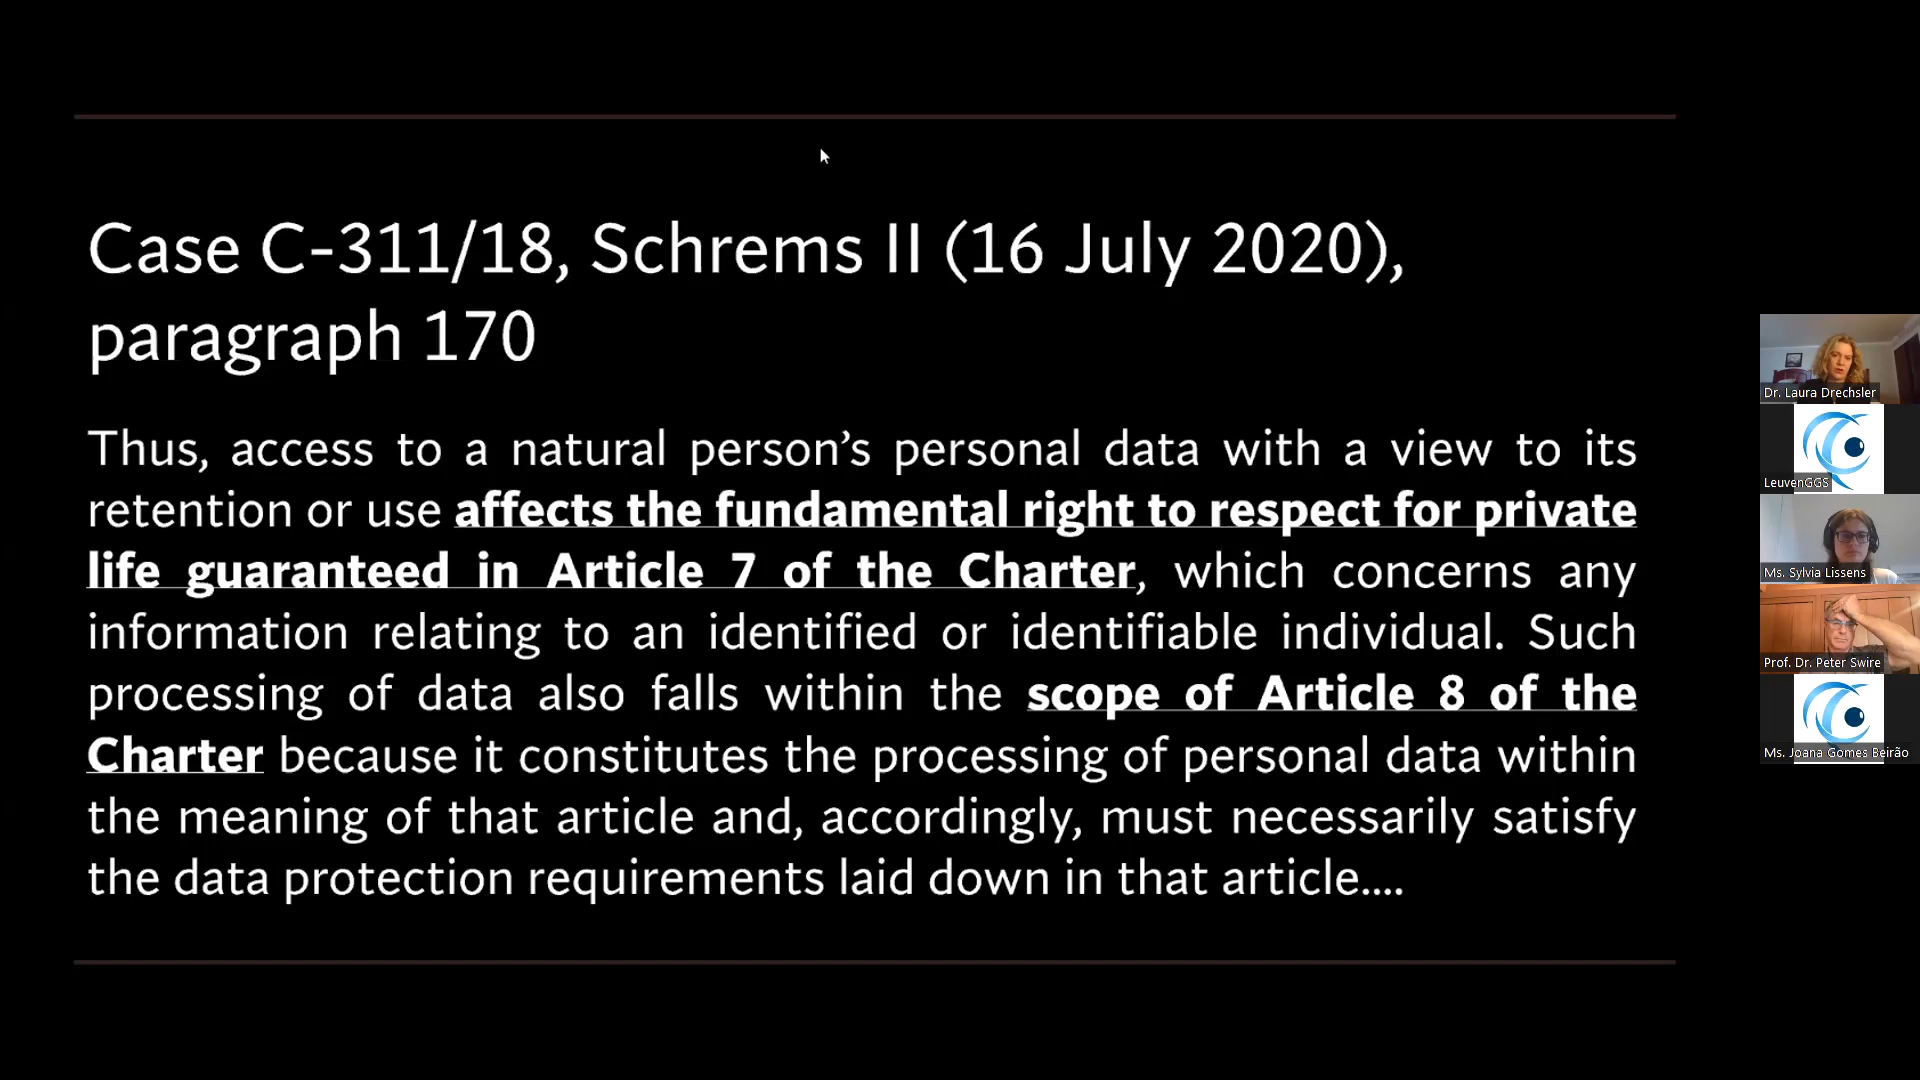 Case C-311/18, Schrems II (16 July 2020),
paragraph 170
Thus, access to a natural person’s personal data with a view to its
retention or use affects the fundamental right to respect for private
life guaranteed in Article 7 of the Charter, which concerns any
information relating to an identified or identifiable individual. Such
processing of data also falls within the scope of Article 8 of the
Charter because it constitutes the processing of personal data within
the meaning of that article and, accordingly, must necessarily satisfy
the data protection requirements laid down in that article....
Dr. Laura Drechsler
LeuvenGGS
Ms. Sylvia Lissens
Prof. Dr. Peter Swire
Ms. Joana Gomes Beirão